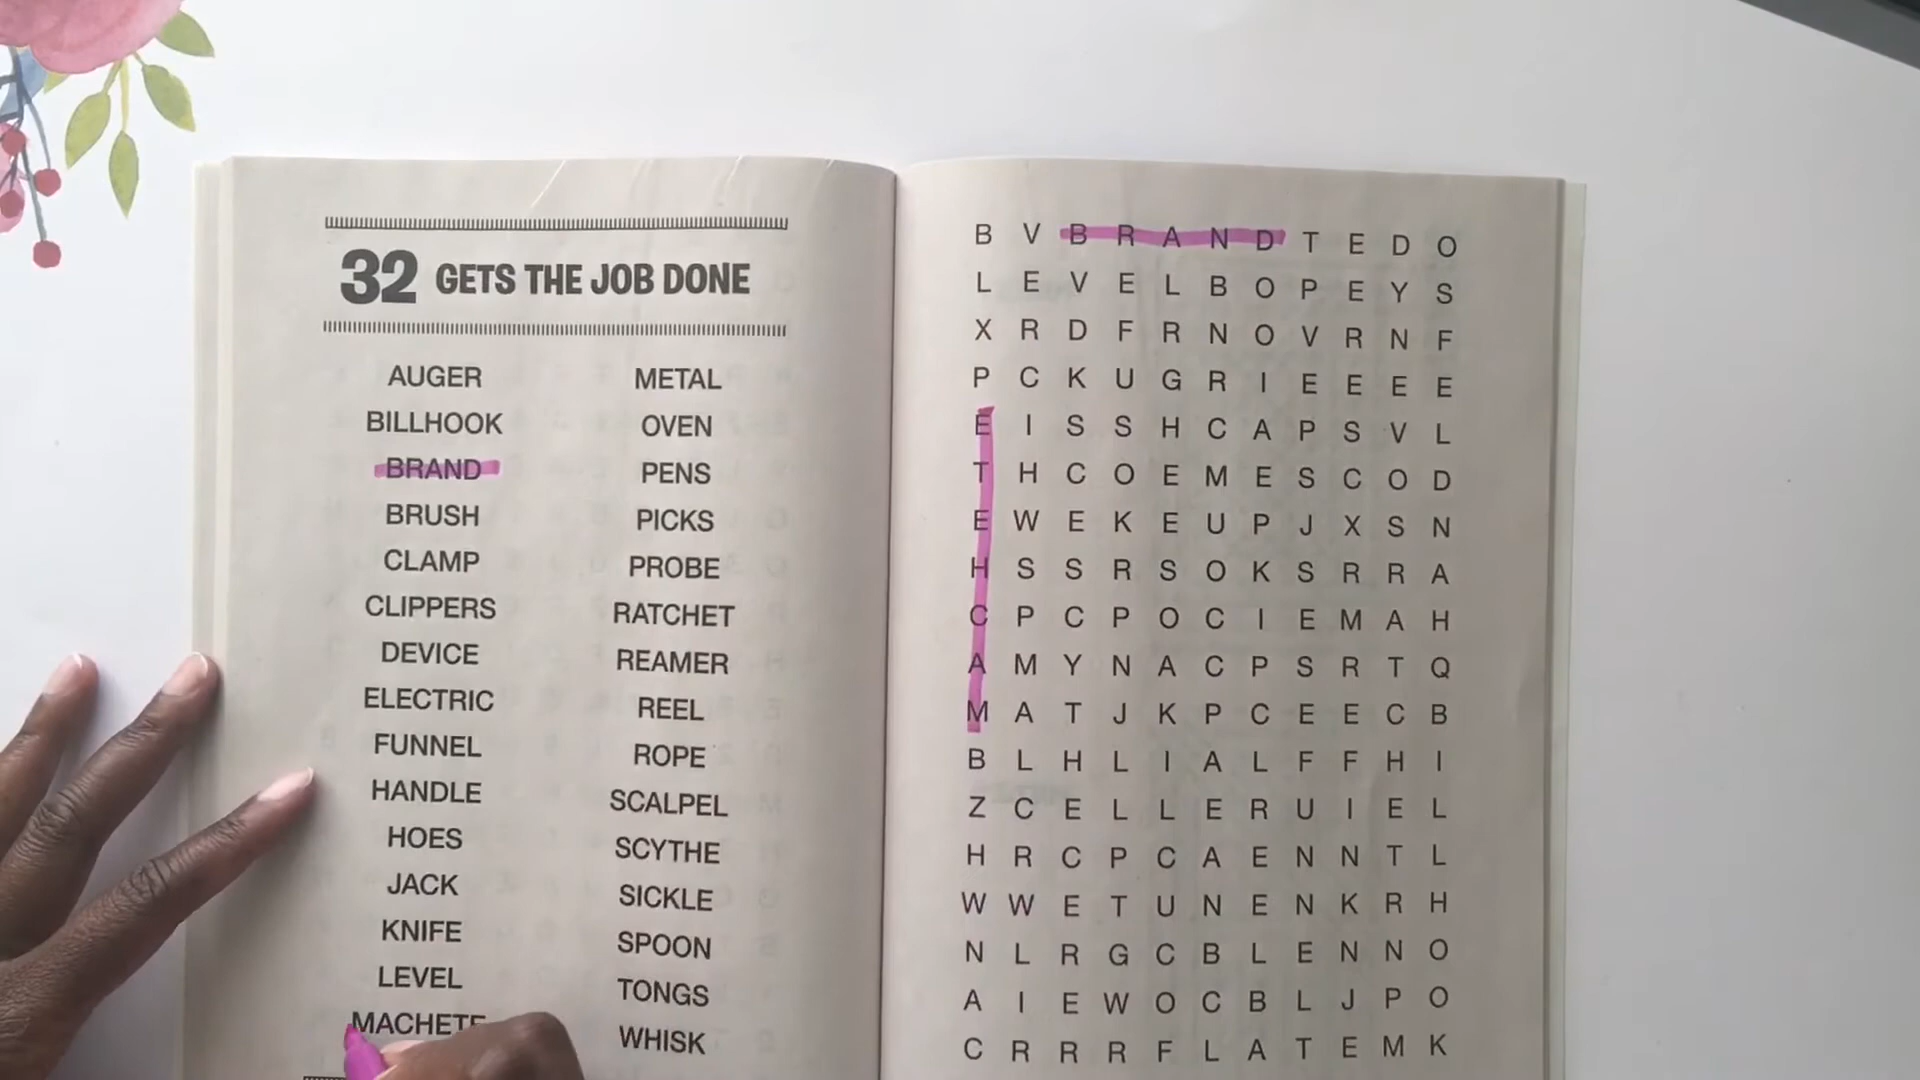 32 GETS THE JOB DONE
AUGER
BILLHOOK
BRAND
BRUSH
CLAMP
CLIPPERS
DEVICE
ELECTRIC
FUNNEL
HANDLE
HOES
JACK
KNIFE
LEVEL
MACHETE
METAL
OVEN
PENS
PICKS
PROBE
RATCHET
REAMER
REEL
ROPE
SCALPEL
SCYTHE
SICKLE
SPOON
TONGS
WHISK
B V B R A N D T E D O
L E V E L B O P E Y S
X R D F R N O V R N F
P C K U G R I E E E E
E I S S H C A P S V L
T H C O E M E S C O D
E W E K E U P J X S N
H S S R S O K S R R A
C P C P O C I E M A H
A M Y N A C P S R T Q
M A T J K P C E E C B
B L H L I A L F F H I
Z C E L L E R U I E L
H R C P C A E N N T L
W W E T U N E N K R H
N L R G C B L E N N O
A I E W O C B L J P O
C R R R F L A T E M K